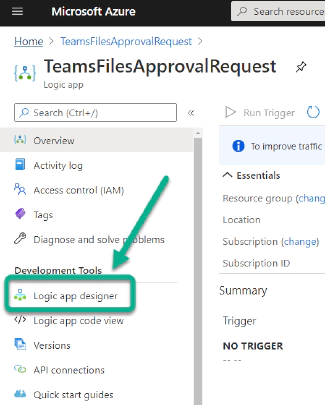 Microsoft Azure
Search resources
Home > TeamsFilesApprovalRequest >
TeamsFilesApprovalRequest
Logic app
Search (Ctrl+/)
«
Run Trigger
Overview
Activity log
Access control (IAM)
Tags
Diagnose and solve problems
Development Tools
Logic app designer
Logic app code view
Versions
API connections
Quick start guides
To improve traffic
Essentials
Resource group (chang
Location
Subscription (change)
Subscription ID
Summary
Trigger
NO TRIGGER
-- --